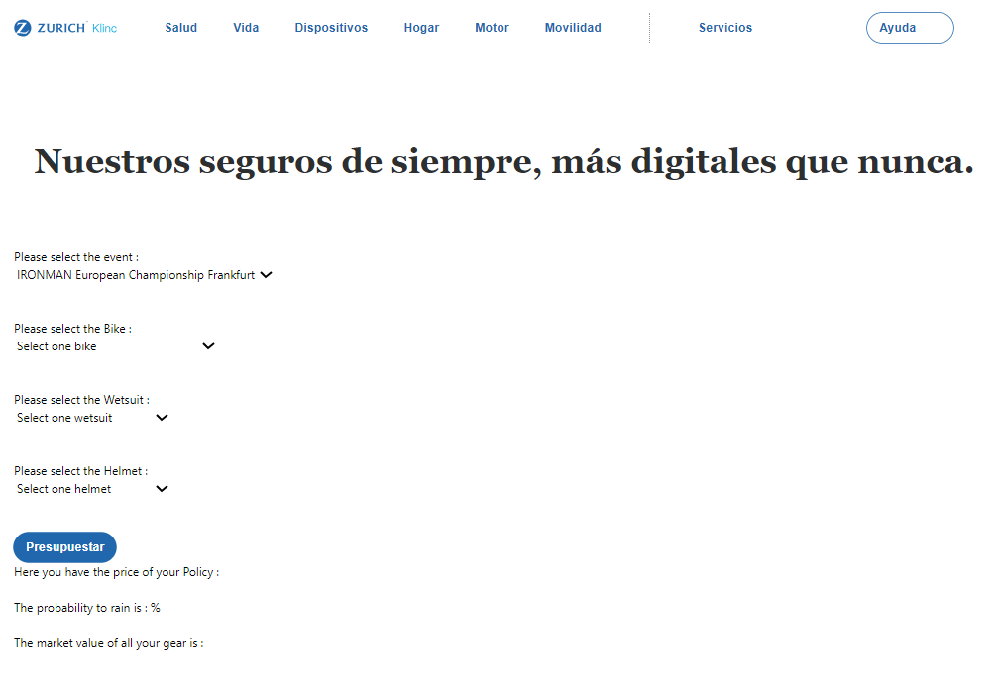 ZURICH Klinc Salud Vida Dispositivos Hogar Motor Movilidad Servicios Ayuda
Nuestros seguros de siempre, más digitales que nunca.
Please select the event :
IRONMAN European Championship Frankfurt
Please select the Bike :
Select one bike
Please select the Wetsuit :
Select one wetsuit
Please select the Helmet :
Select one helmet
Presupuestar
Here you have the price of your Policy :
The probability to rain is : %
The market value of all your gear is :